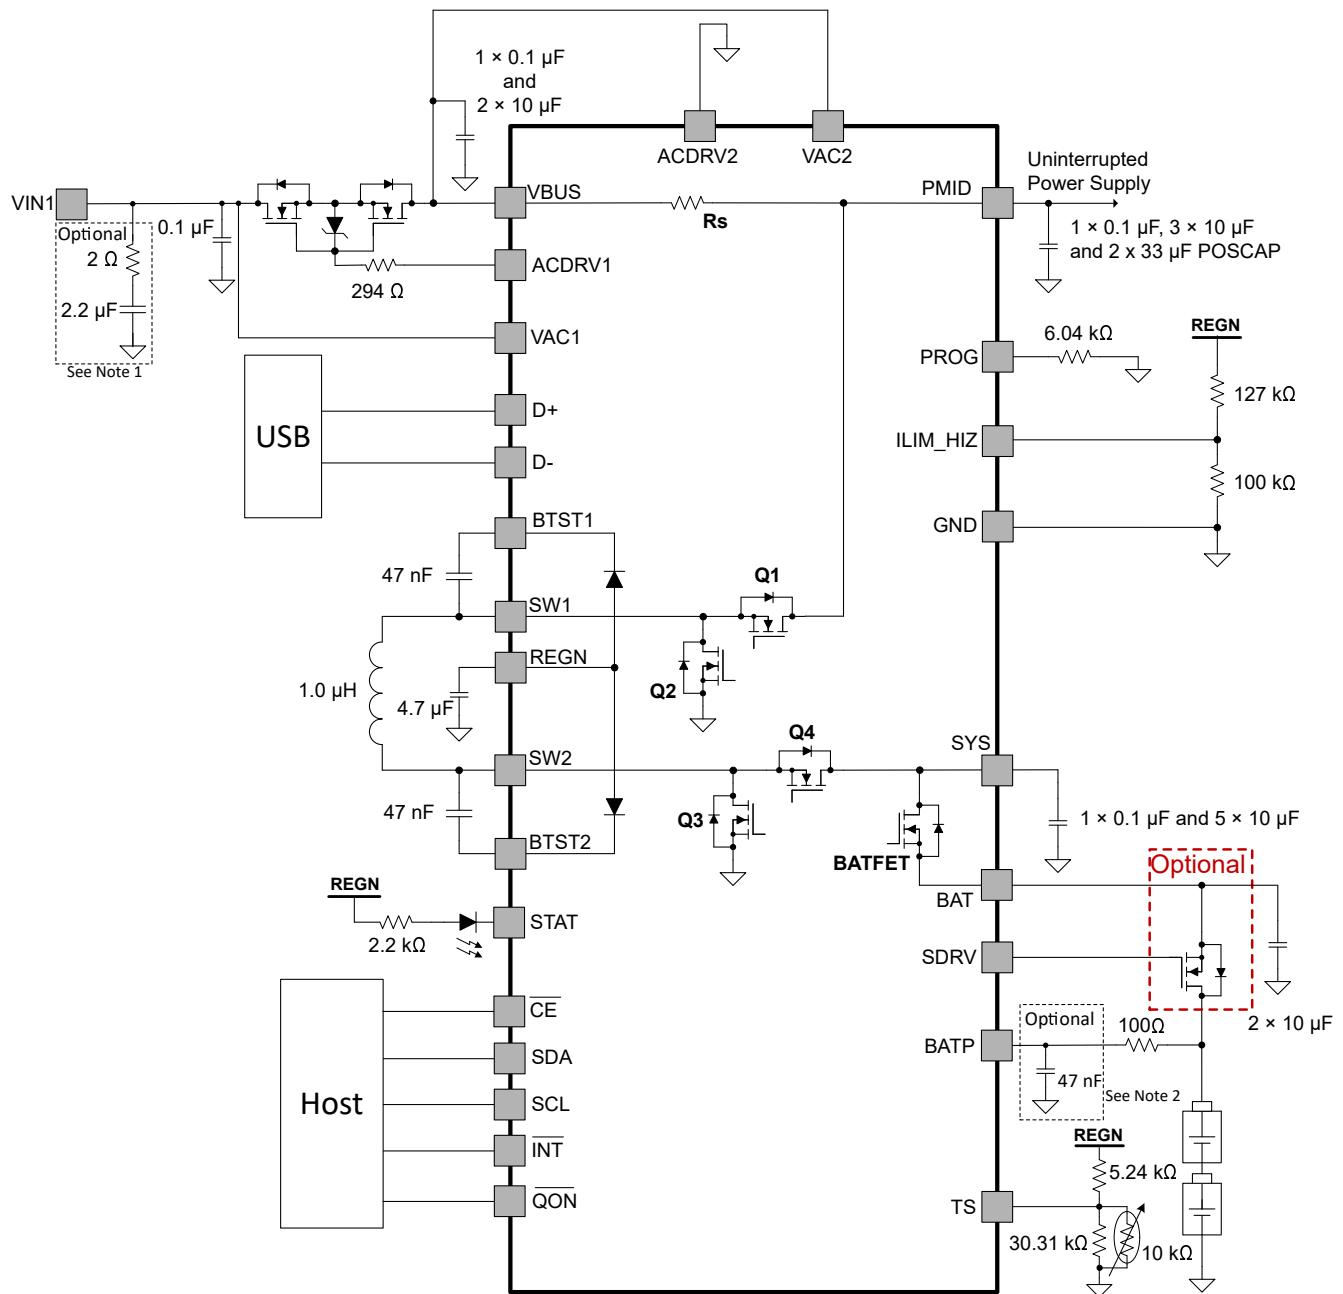 1 × 0.1 µF
and
2 × 10 µF
ACDRV2
VAC2
Uninterrupted
Power Supply
VIN1
VBUS
Rs
PMID
1 × 0.1 µF, 3 × 10 µF
and 2 x 33 µF POSCAP
Optional
2 Ω
2.2 µF
See Note 1
0.1 µF
294 Ω
ACDRV1
VAC1
PROG
6.04 kΩ
REGN
127 kΩ
ILIM_HIZ
100 kΩ
GND
USB
D+
D-
BTST1
47 nF
SW1
Q1
REGN
Q2
1.0 µH
4.7 µF
SW2
Q4
SYS
47 nF
Q3
BTST2
BATFET
1 × 0.1 µF and 5 × 10 µF
Optional
BAT
REGN
2.2 kΩ
STAT
SDRV
2 × 10 µF
Host
CE
SDA
SCL
INT
QON
BATP
Optional
47 nF
100Ω
See Note 2
REGN
5.24 kΩ
TS
30.31 kΩ
10 kΩ